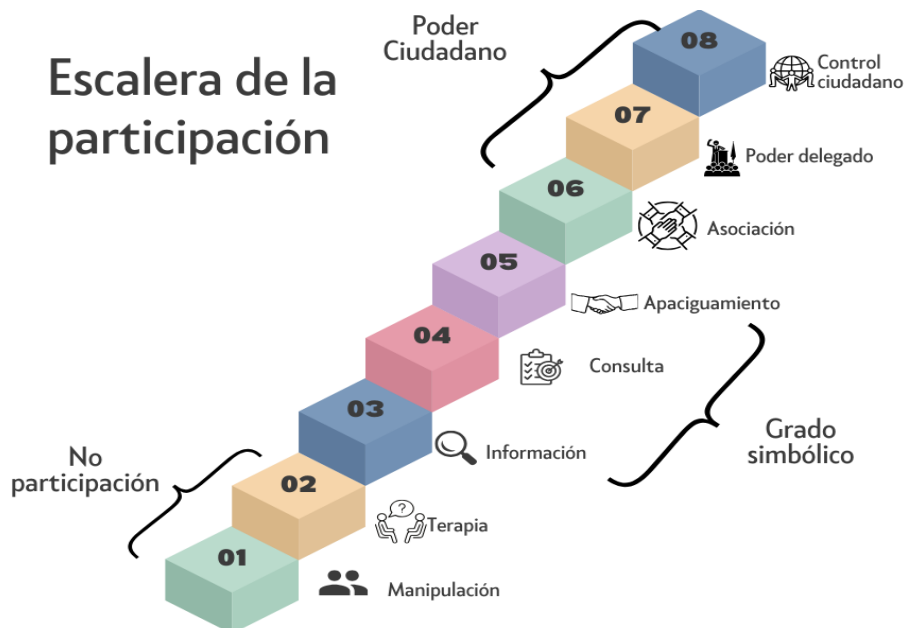 Escalera de la
participación
Poder
Ciudadano
08
Control
ciudadano
07
Poder delegado
06
Asociación
05
Apaciguamiento
04
Consulta
Grado
simbólico
03
Información
No
participación
02
?
Terapia
01
Manipulación